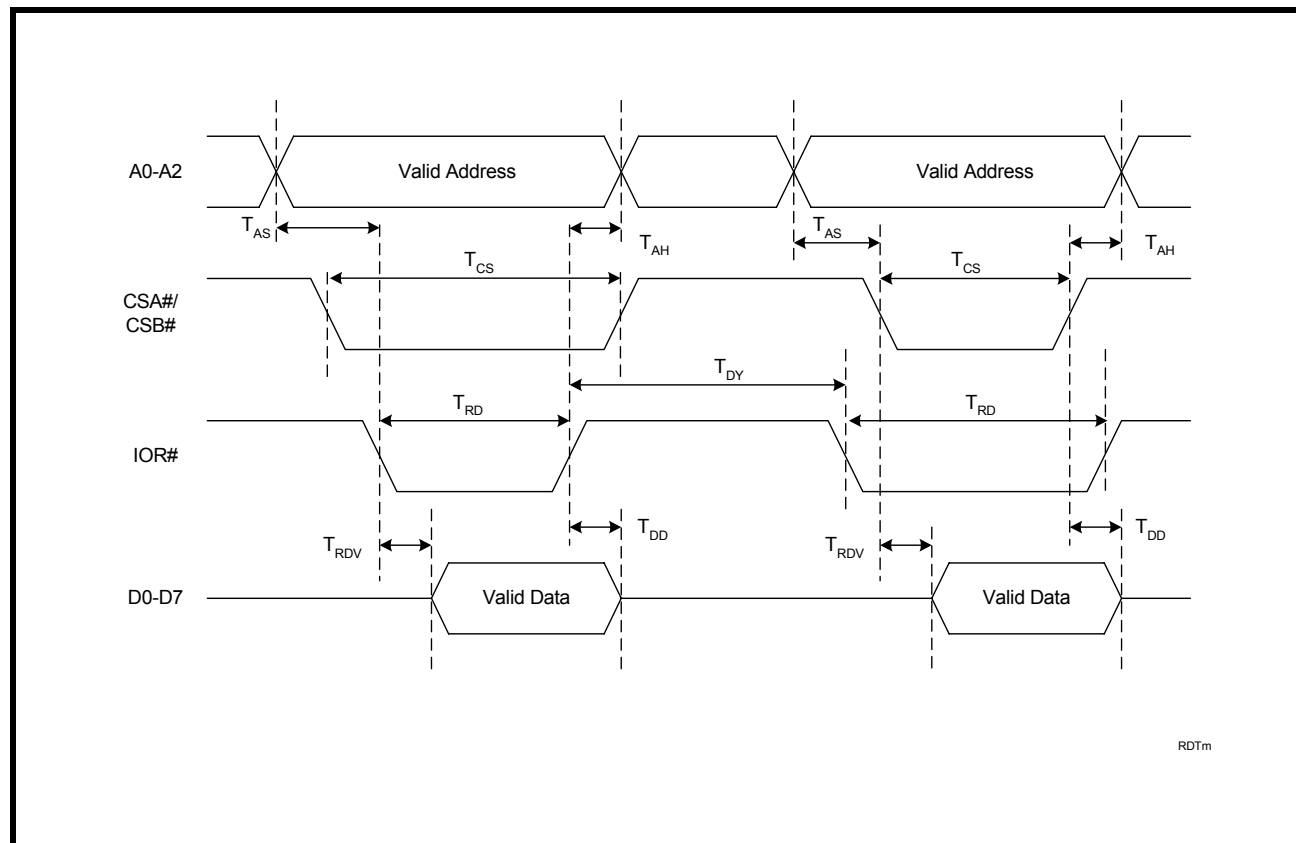 A0-A2
Valid Address
Valid Address
TAS
TAH
TAS
TAH
TCS
TCS
CSA#/
CSB#
TDY
TRD
TRD
IOR#
TRDV
TDD
TRDV
TDD
D0-D7
Valid Data
Valid Data
RDTm